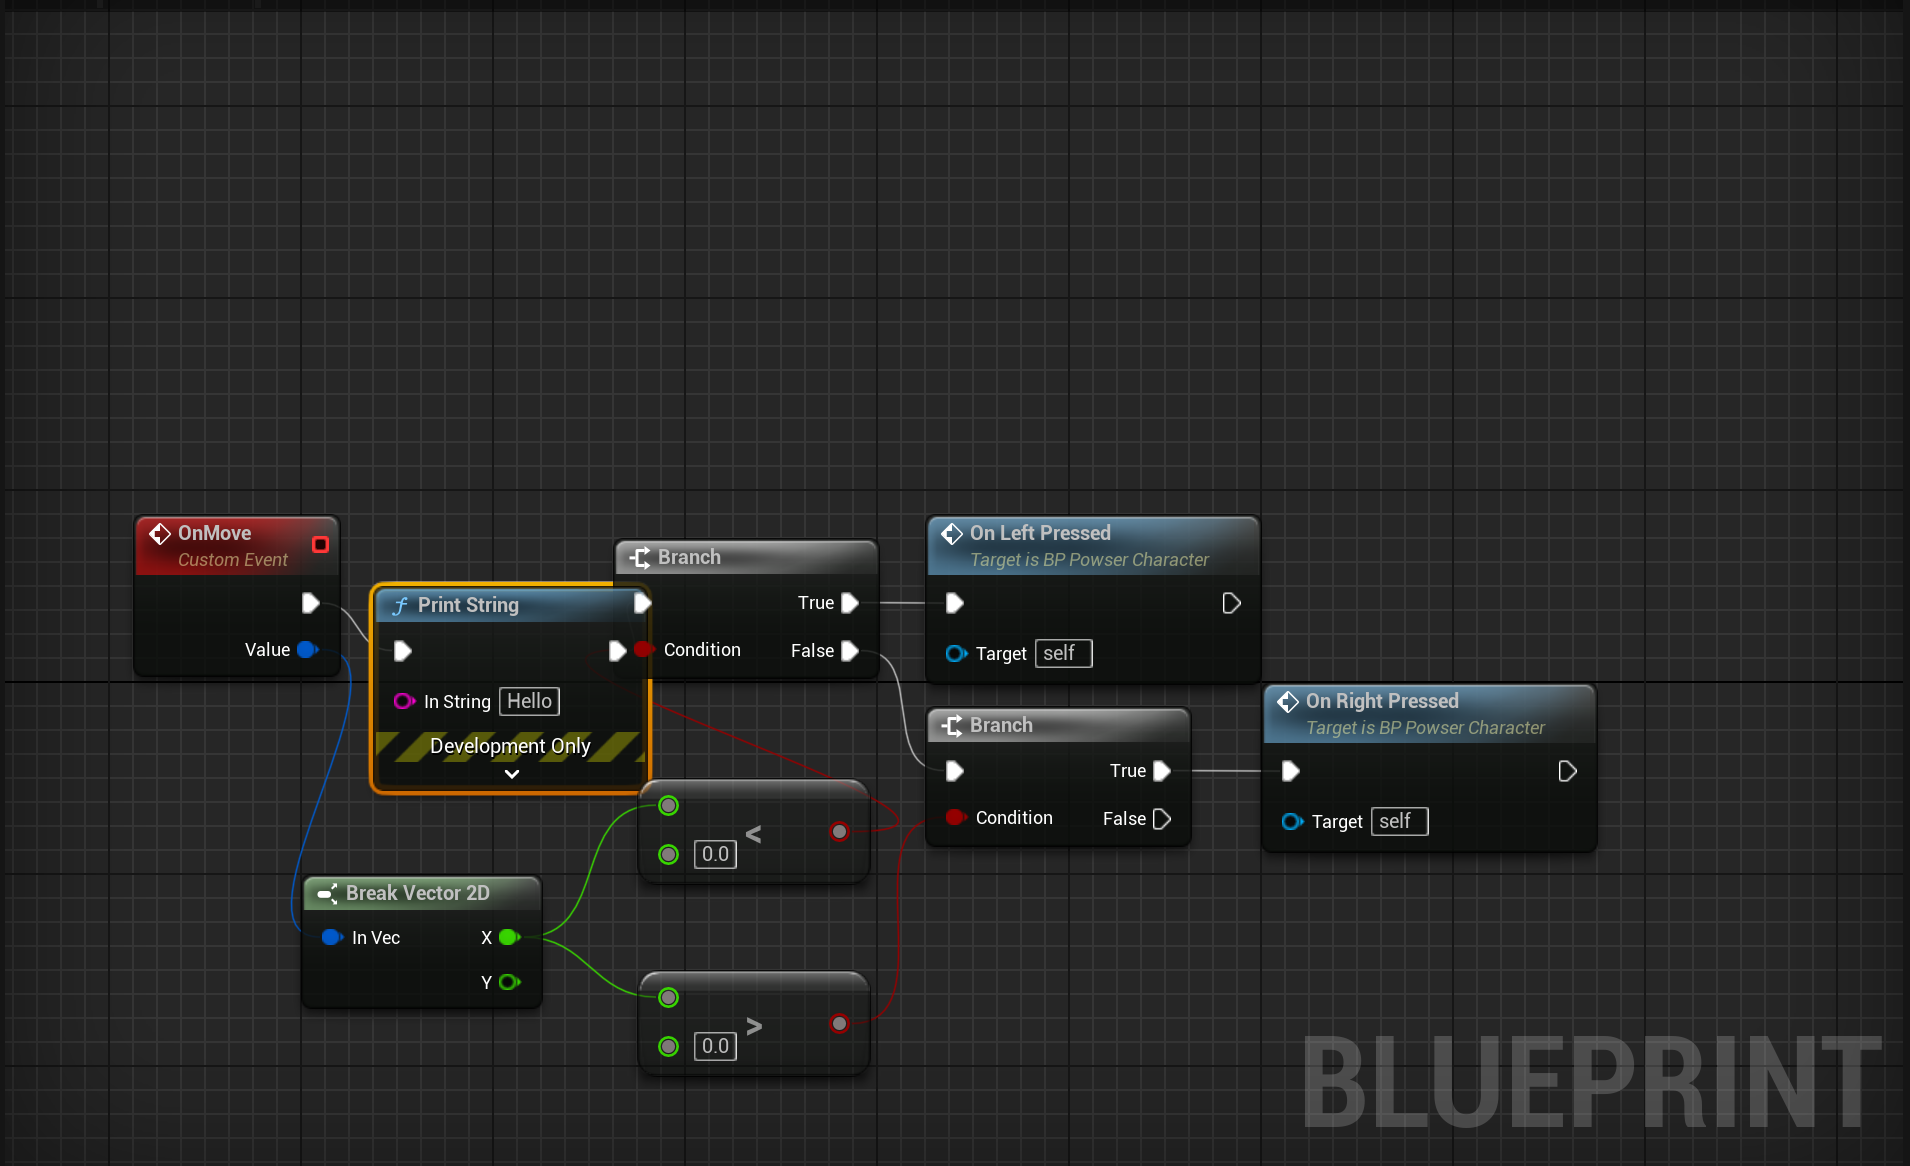 OnMove
Custom Event
Value
Print String
In String Hello
Development Only
Branch
True
Condition
False
On Left Pressed
Target is BP Powser Character
Target self
Branch
True
Condition
False
On Right Pressed
Target is BP Powser Character
Target self
<
0.0
Break Vector 2D
In Vec
X
Y
>
0.0
BLUEPRINT